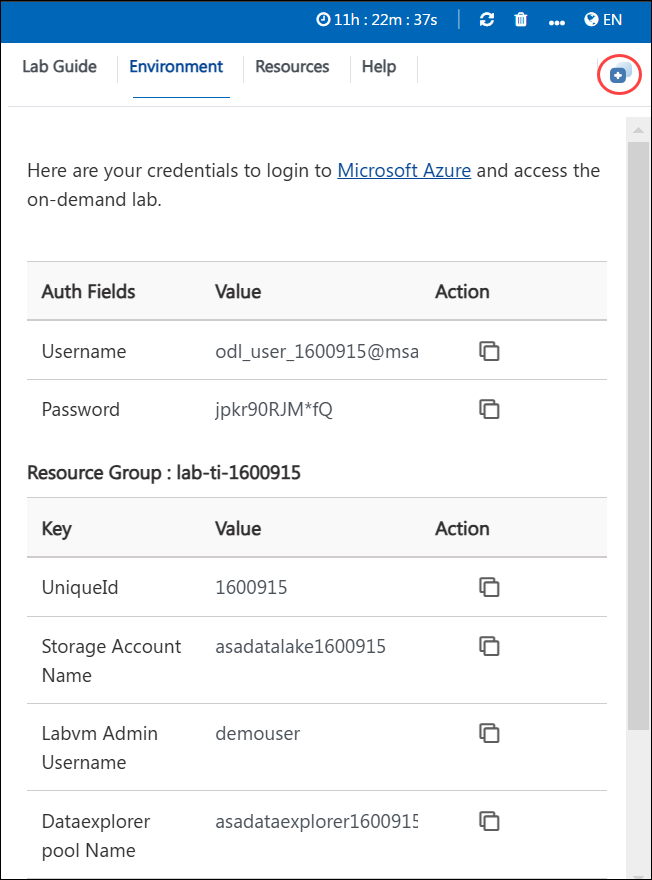 11h : 22m : 37s EN
Lab Guide Environment Resources Help
Here are your credentials to login to Microsoft Azure and access the
on-demand lab.
Auth Fields Value Action
Username odl_user_1600915@msa
Password jpkr90RJM*fQ
Resource Group : lab-ti-1600915
Key Value Action
UniqueId 1600915
Storage Account asadatalake1600915
Name
Labvm Admin demouser
Username
Dataexplorer asadataexplorer1600915
pool Name